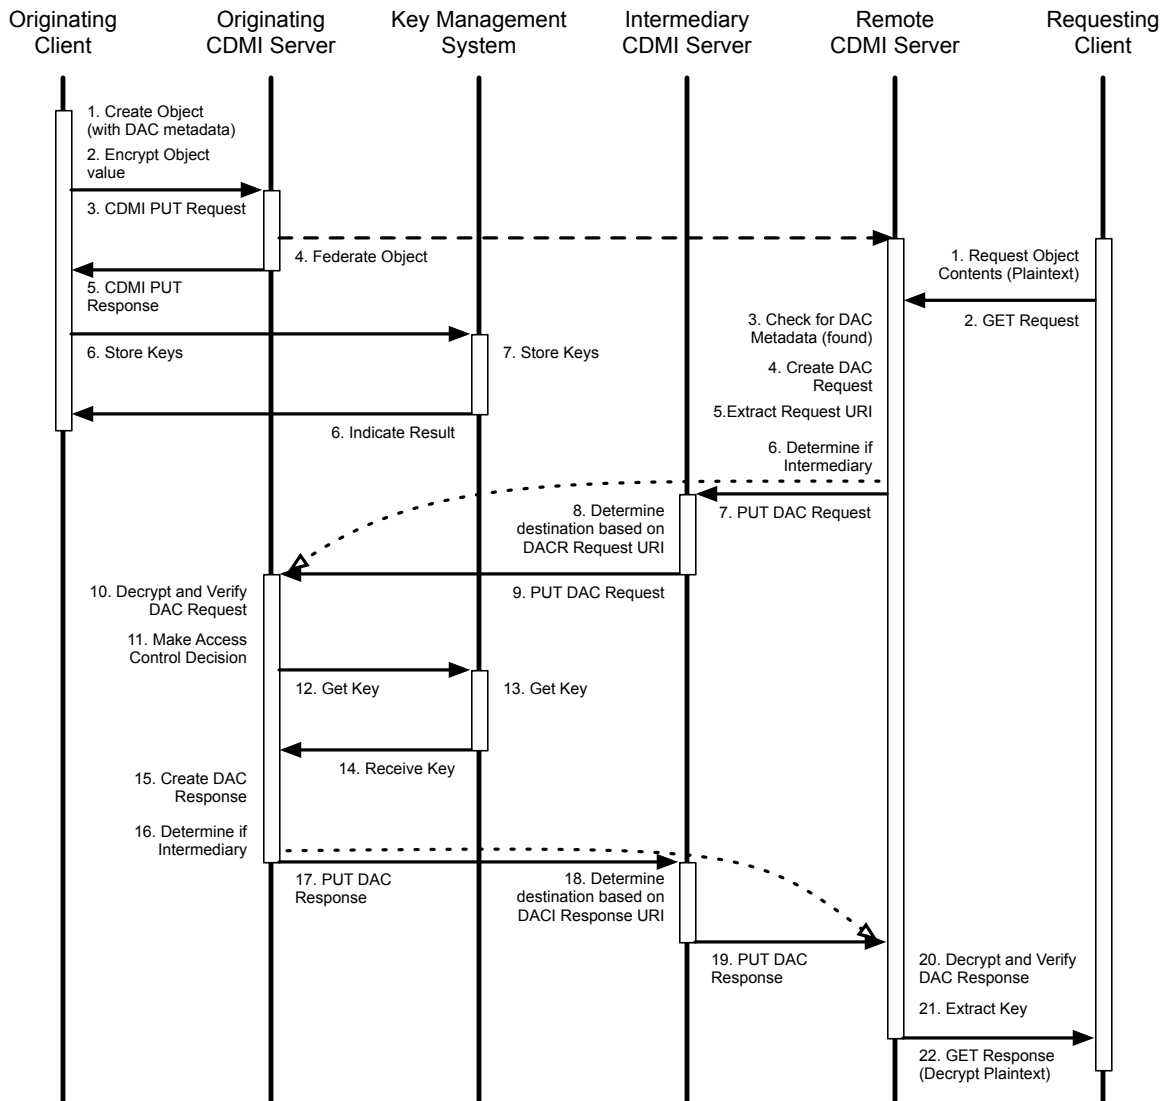 Originating
Client
Originating
CDMI Server
Key Management
System
Intermediary
CDMI Server
Remote
CDMI Server
Requesting
Client
1. Create Object
(with DAC metadata)
2. Encrypt Object
value
3. CDMI PUT Request
4. Federate Object
5. CDMI PUT
Response
6. Store Keys
7. Store Keys
6. Indicate Result
1. Request Object
Contents (Plaintext)
2. GET Request
3. Check for DAC
Metadata (found)
4. Create DAC
Request
5.Extract Request URI
6. Determine if
Intermediary
7. PUT DAC Request
8. Determine
destination based on
DACR Request URI
9. PUT DAC Request
10. Decrypt and Verify
DAC Request
11. Make Access
Control Decision
12. Get Key
13. Get Key
14. Receive Key
15. Create DAC
Response
16. Determine if
Intermediary
17. PUT DAC
Response
18. Determine
destination based on
DACI Response URI
19. PUT DAC
Response
20. Decrypt and Verify
DAC Response
21. Extract Key
22. GET Response
(Decrypt Plaintext)